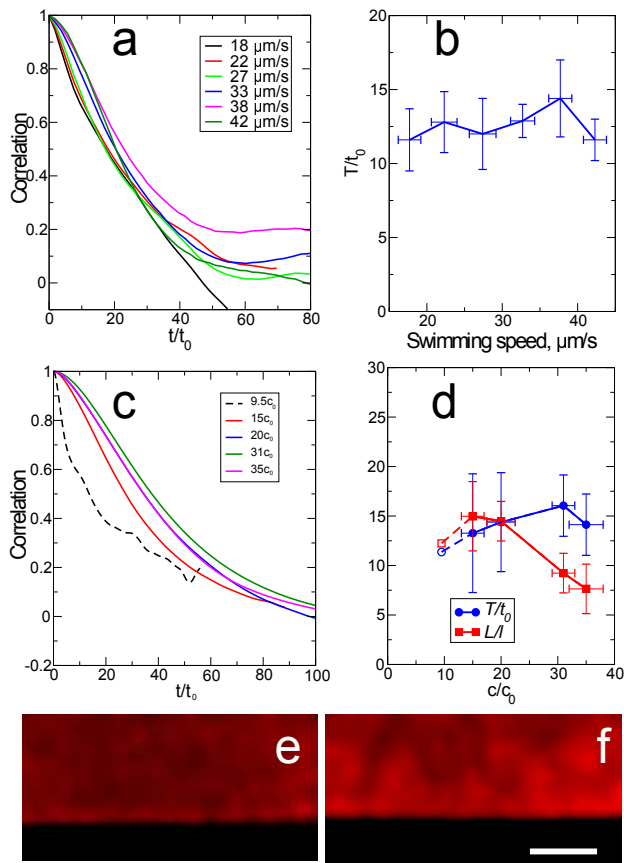 a
Correlation
1
0.8
0.6
0.4
0.2
0
0 20 40 60 80
t/t0
18 µm/s
22 µm/s
27 µm/s
33 µm/s
38 µm/s
42 µm/s
b
T/t0
20
15
10
5
0
20 30 40
Swimming speed, µm/s
c
Correlation
1
0.8
0.6
0.4
0.2
0
-0.2
0 20 40 60 80 100
t/t0
9.5c0
15c0
20c0
31c0
35c0
d
30
25
20
15
10
5
0
0 10 20 30 40
c/c0
T/t0
L/l
e
f